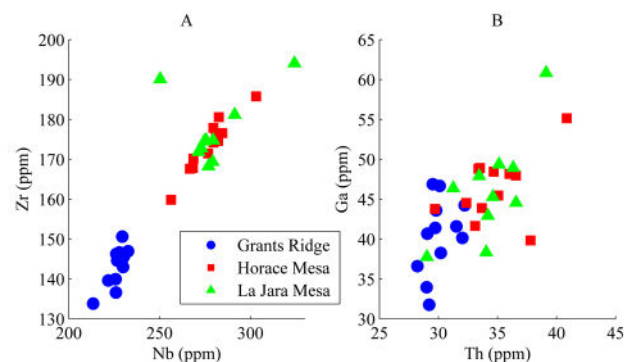 A
B
Zr (ppm)
200
190
180
170
160
150
140
130
200
250
300
Nb (ppm)
Grants Ridge
Horace Mesa
La Jara Mesa
Ga (ppm)
65
60
55
50
45
40
35
30
25
30
35
40
45
Th (ppm)